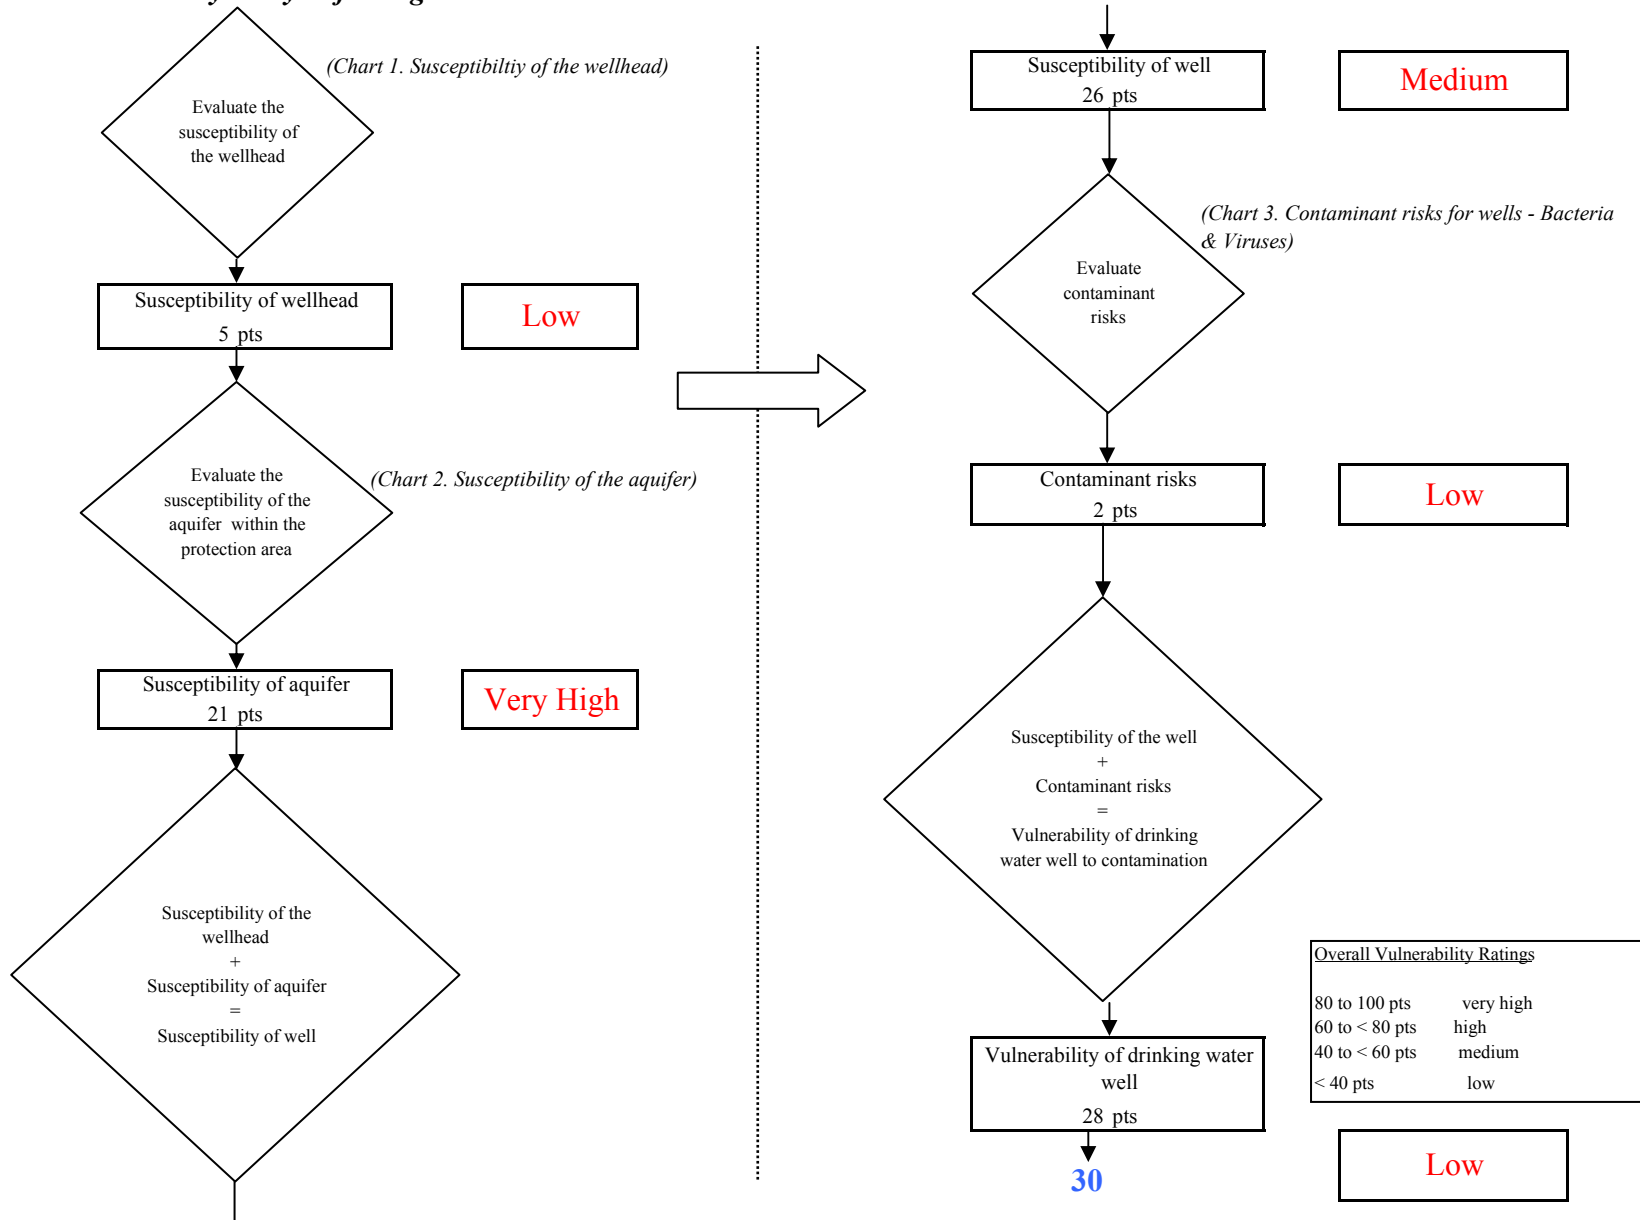 (Chart 1. Susceptibiltiy of the wellhead)
Evaluate the
susceptibility of
the wellhead
Susceptibility of wellhead
5 pts
Low
Evaluate the
susceptibility of the
aquifer within the
protection area
(Chart 2. Susceptibility of the aquifer)
Susceptibility of aquifer
21 pts
Very High
Susceptibility of the
wellhead
+
Susceptibility of aquifer
=
Susceptibility of well
Susceptibility of well
26 pts
Medium
(Chart 3. Contaminant risks for wells - Bacteria
& Viruses)
Evaluate
contaminant
risks
Contaminant risks
2 pts
Low
Susceptibility of the well
+
Contaminant risks
=
Vulnerability of drinking
water well to contamination
Overall Vulnerability Ratings
80 to 100 pts very high
60 to < 80 pts high
40 to < 60 pts medium
< 40 pts low
Vulnerability of drinking water
well
28 pts
30
Low